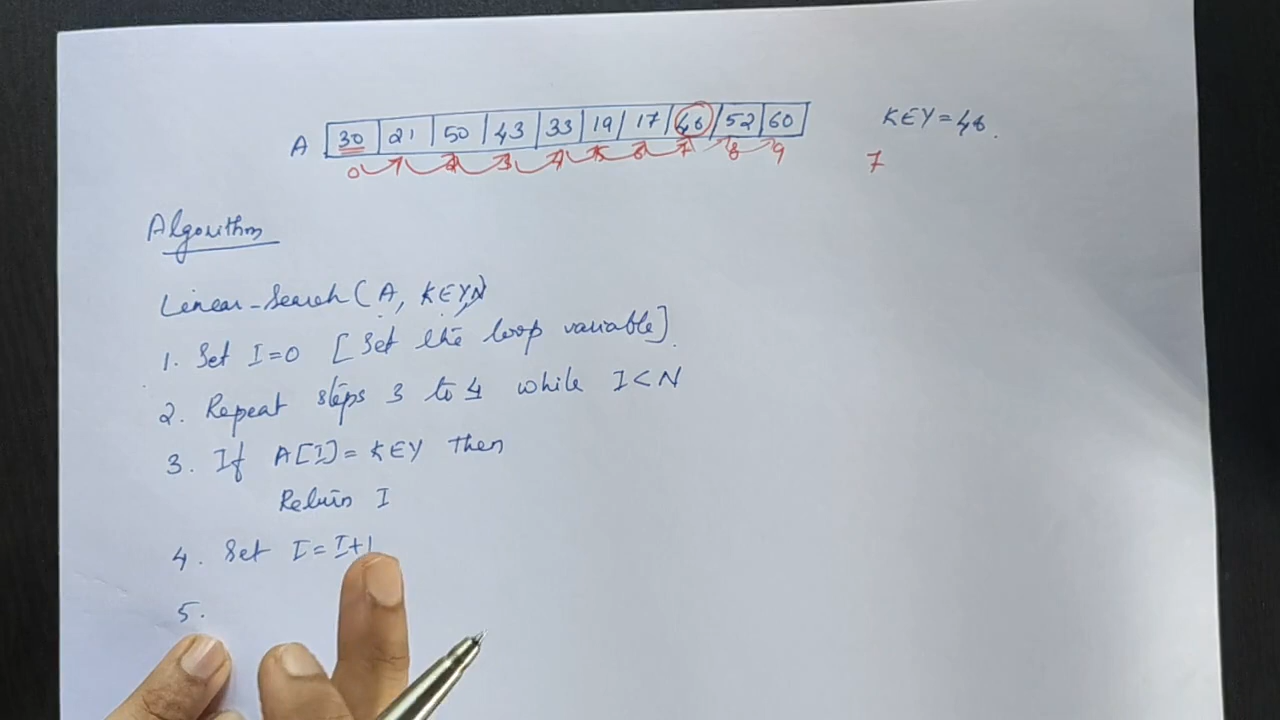 A 30 21 50 43 33 19 17 46 52 60 KEY = 46.
0 1 2 3 4 5 6 7 8 9 7
Algorithm
Linear-Search(A, KEY, N)
1. Set I=0 [Set the loop variable].
2. Repeat steps 3 to 4 while I<N
3. If A[I] = KEY then
Return I
4. Set I = I+1
5.